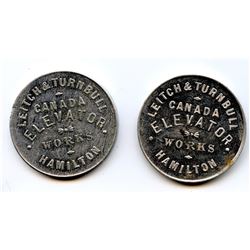 LEITCH & TURNBULL
CANADA
ELEVATOR.
WORKS
HAMILTON
LEITCH & TURNBULL
CANADA
ELEVATOR.
WORKS
HAMILTON